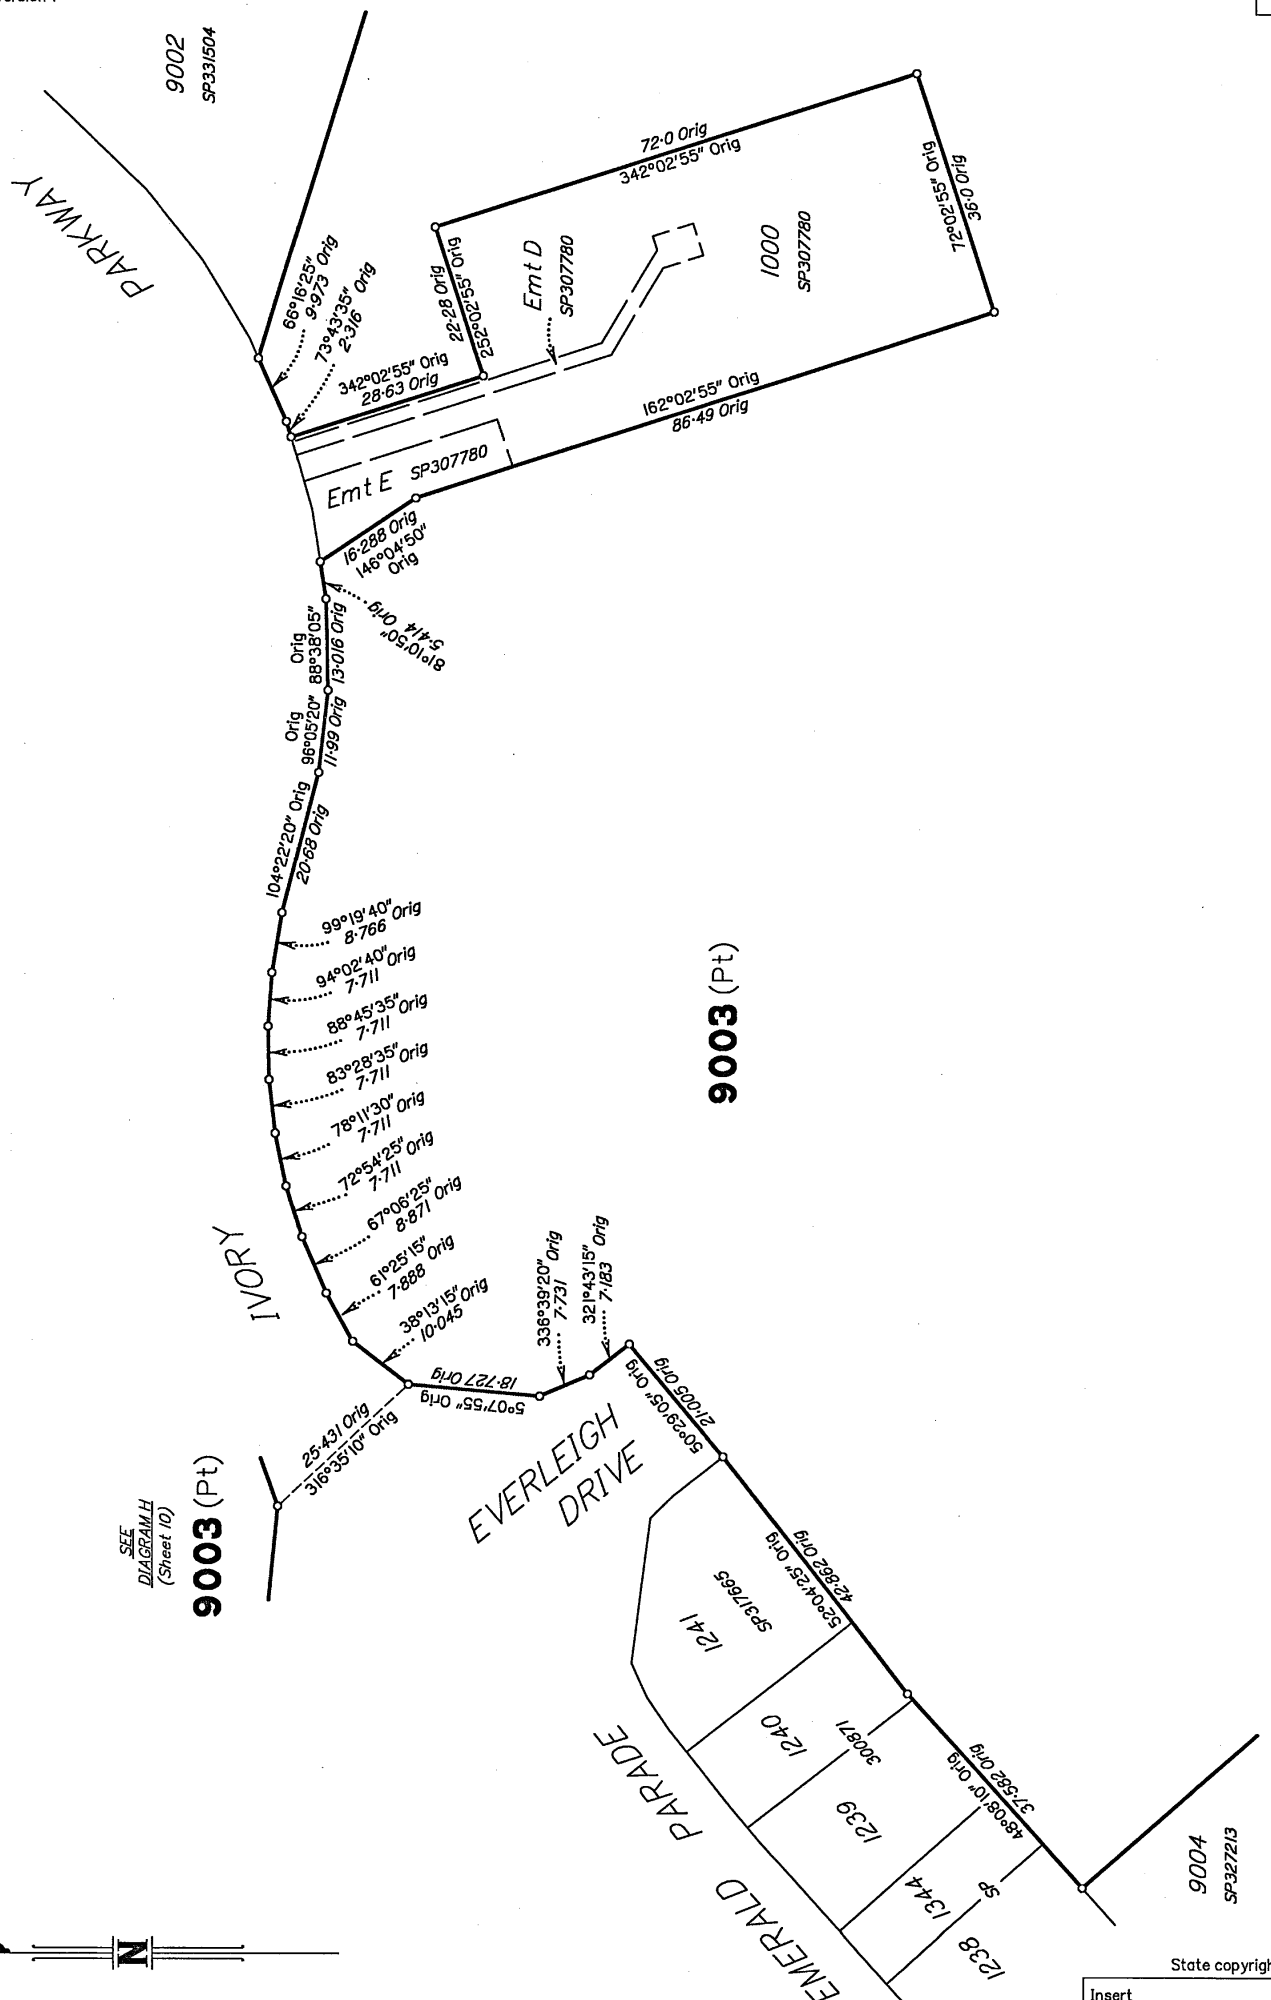 9002
SP331504
PARKWAY
66°16'25"
9·973 Orig
73°43'35"
2·316 Orig
342°02'55" Orig
28·63 Orig
22·28 Orig
252°02'55" Orig
72·0 Orig
342°02'55" Orig
72°02'55" Orig
36·0 Orig
Emt D
SP307780
1000
SP307780
162°02'55" Orig
86·49 Orig
Emt E SP307780
16·288 Orig
146°04'50"
Orig
81°10'50"
5·414 Orig
Orig
88°38'05"
13·016 Orig
Orig
96°05'20"
11·99 Orig
104°22'20" Orig
20·68 Orig
99°19'40" Orig
8·766
94°02'40" Orig
7·711
88°45'35" Orig
7·711
83°28'35" Orig
7·711
78°11'30" Orig
7·711
72°54'25" Orig
7·711
67°06'25" Orig
8·871
61°25'15" Orig
7·888
38°13'15" Orig
10·045
IVORY
9003 (Pt)
18·727 Orig
5°07'55" Orig
336°39'20" Orig
7·731
321°43'15" Orig
7·183
25·431 Orig
316°35'10" Orig
SEE
DIAGRAM H
(Sheet 10)
9003 (Pt)
EVERLEIGH
DRIVE
50°29'05" Orig
21·005 Orig
52°04'25" Orig
42·862 Orig
1241
SP317665
1240
300871
1239
48°08'10" Orig
37·582 Orig
1344
SP
1238
EMERALD PARADE
9004
SP327213
N
State copyrigh
Insert